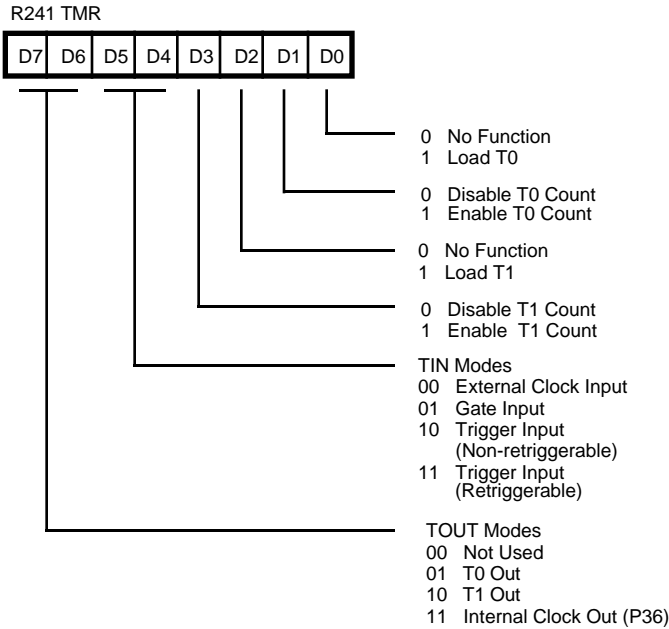 R241 TMR
D7 D6 D5 D4 D3 D2 D1 D0
0 No Function
1 Load T0
0 Disable T0 Count
1 Enable T0 Count
0 No Function
1 Load T1
0 Disable T1 Count
1 Enable T1 Count
TIN Modes
00 External Clock Input
01 Gate Input
10 Trigger Input
(Non-retriggerable)
11 Trigger Input
(Retriggerable)
TOUT Modes
00 Not Used
01 T0 Out
10 T1 Out
11 Internal Clock Out (P36)